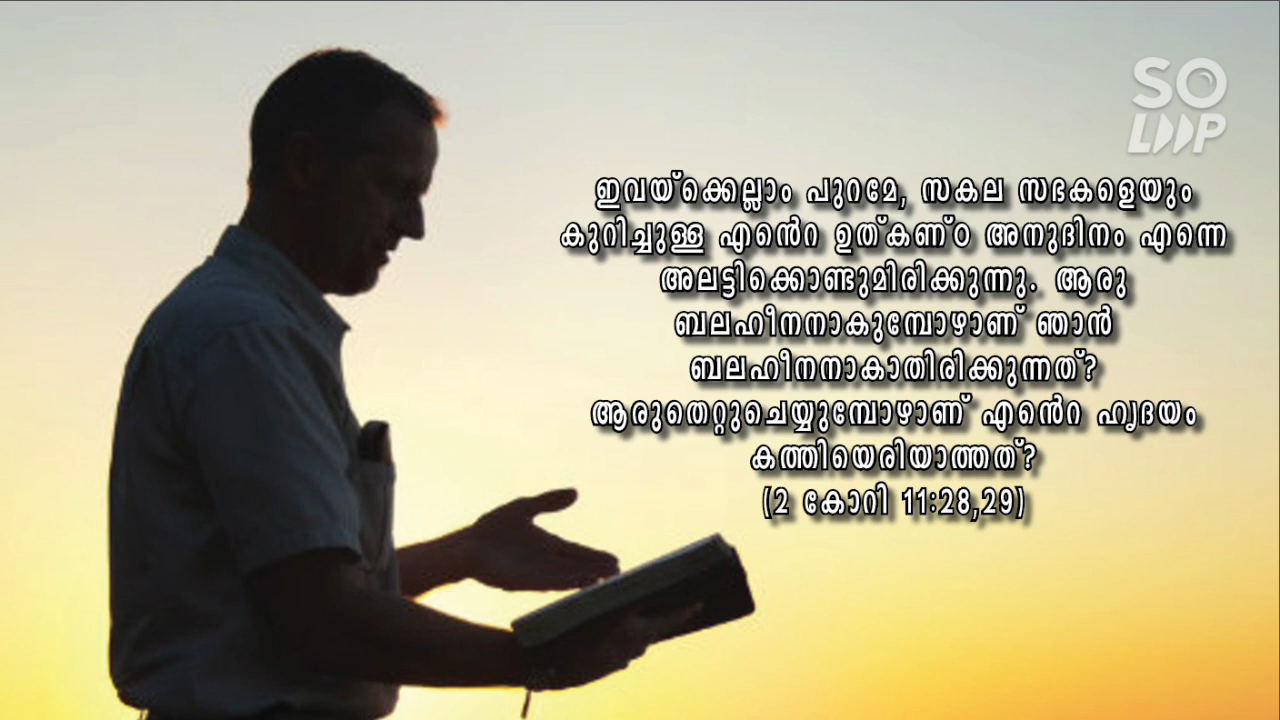 SO
LOOP
ഇവയ്ക്കെല്ലാം പുറമേ, സകല സഭകളെയും
കുറിച്ചുള്ള എൻെറ ഉത്കണ്ഠ അനുദിനം എന്നെ
അലട്ടിക്കൊണ്ടുമിരിക്കുന്നു. ആരു
ബലഹീനനാകുമ്പോഴാണ് ഞാൻ
ബലഹീനനാകാതിരിക്കുന്നത്?
ആരുതെറ്റുചെയ്യുമ്പോഴാണ് എൻെറ ഹൃദയം
കത്തിയെരിയാത്തത്?
(2 കോറി 11:28,29)